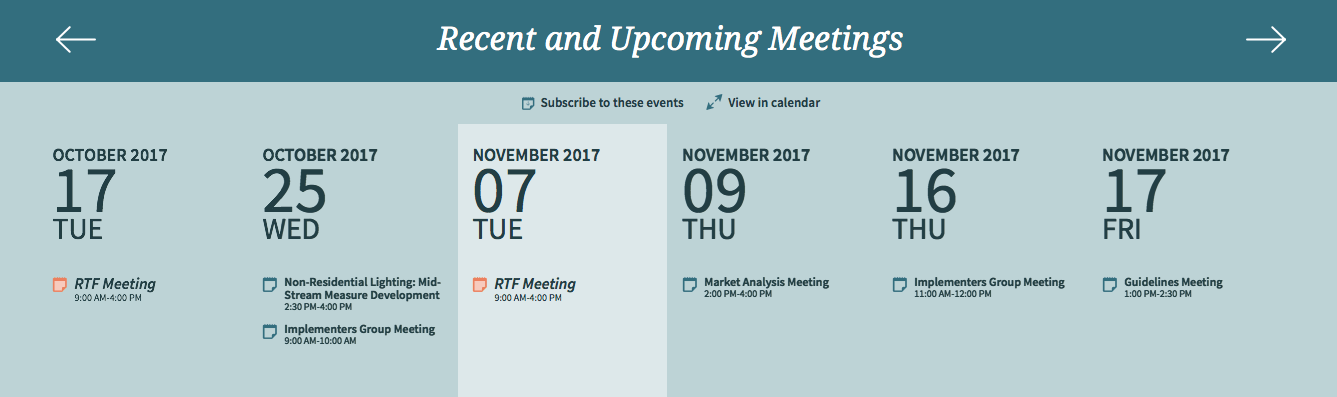 Recent and Upcoming Meetings
Subscribe to these events
View in calendar
OCTOBER 2017
17
TUE
RTF Meeting
9:00 AM-4:00 PM
OCTOBER 2017
25
WED
Non-Residential Lighting: Mid-
Stream Measure Development
2:30 PM-4:00 PM
Implementers Group Meeting
9:00 AM-10:00 AM
NOVEMBER 2017
07
TUE
RTF Meeting
9:00 AM-4:00 PM
NOVEMBER 2017
09
THU
Market Analysis Meeting
2:00 PM-4:00 PM
NOVEMBER 2017
16
THU
Implementers Group Meeting
11:00 AM-12:00 PM
NOVEMBER 2017
17
FRI
Guidelines Meeting
1:00 PM-2:30 PM